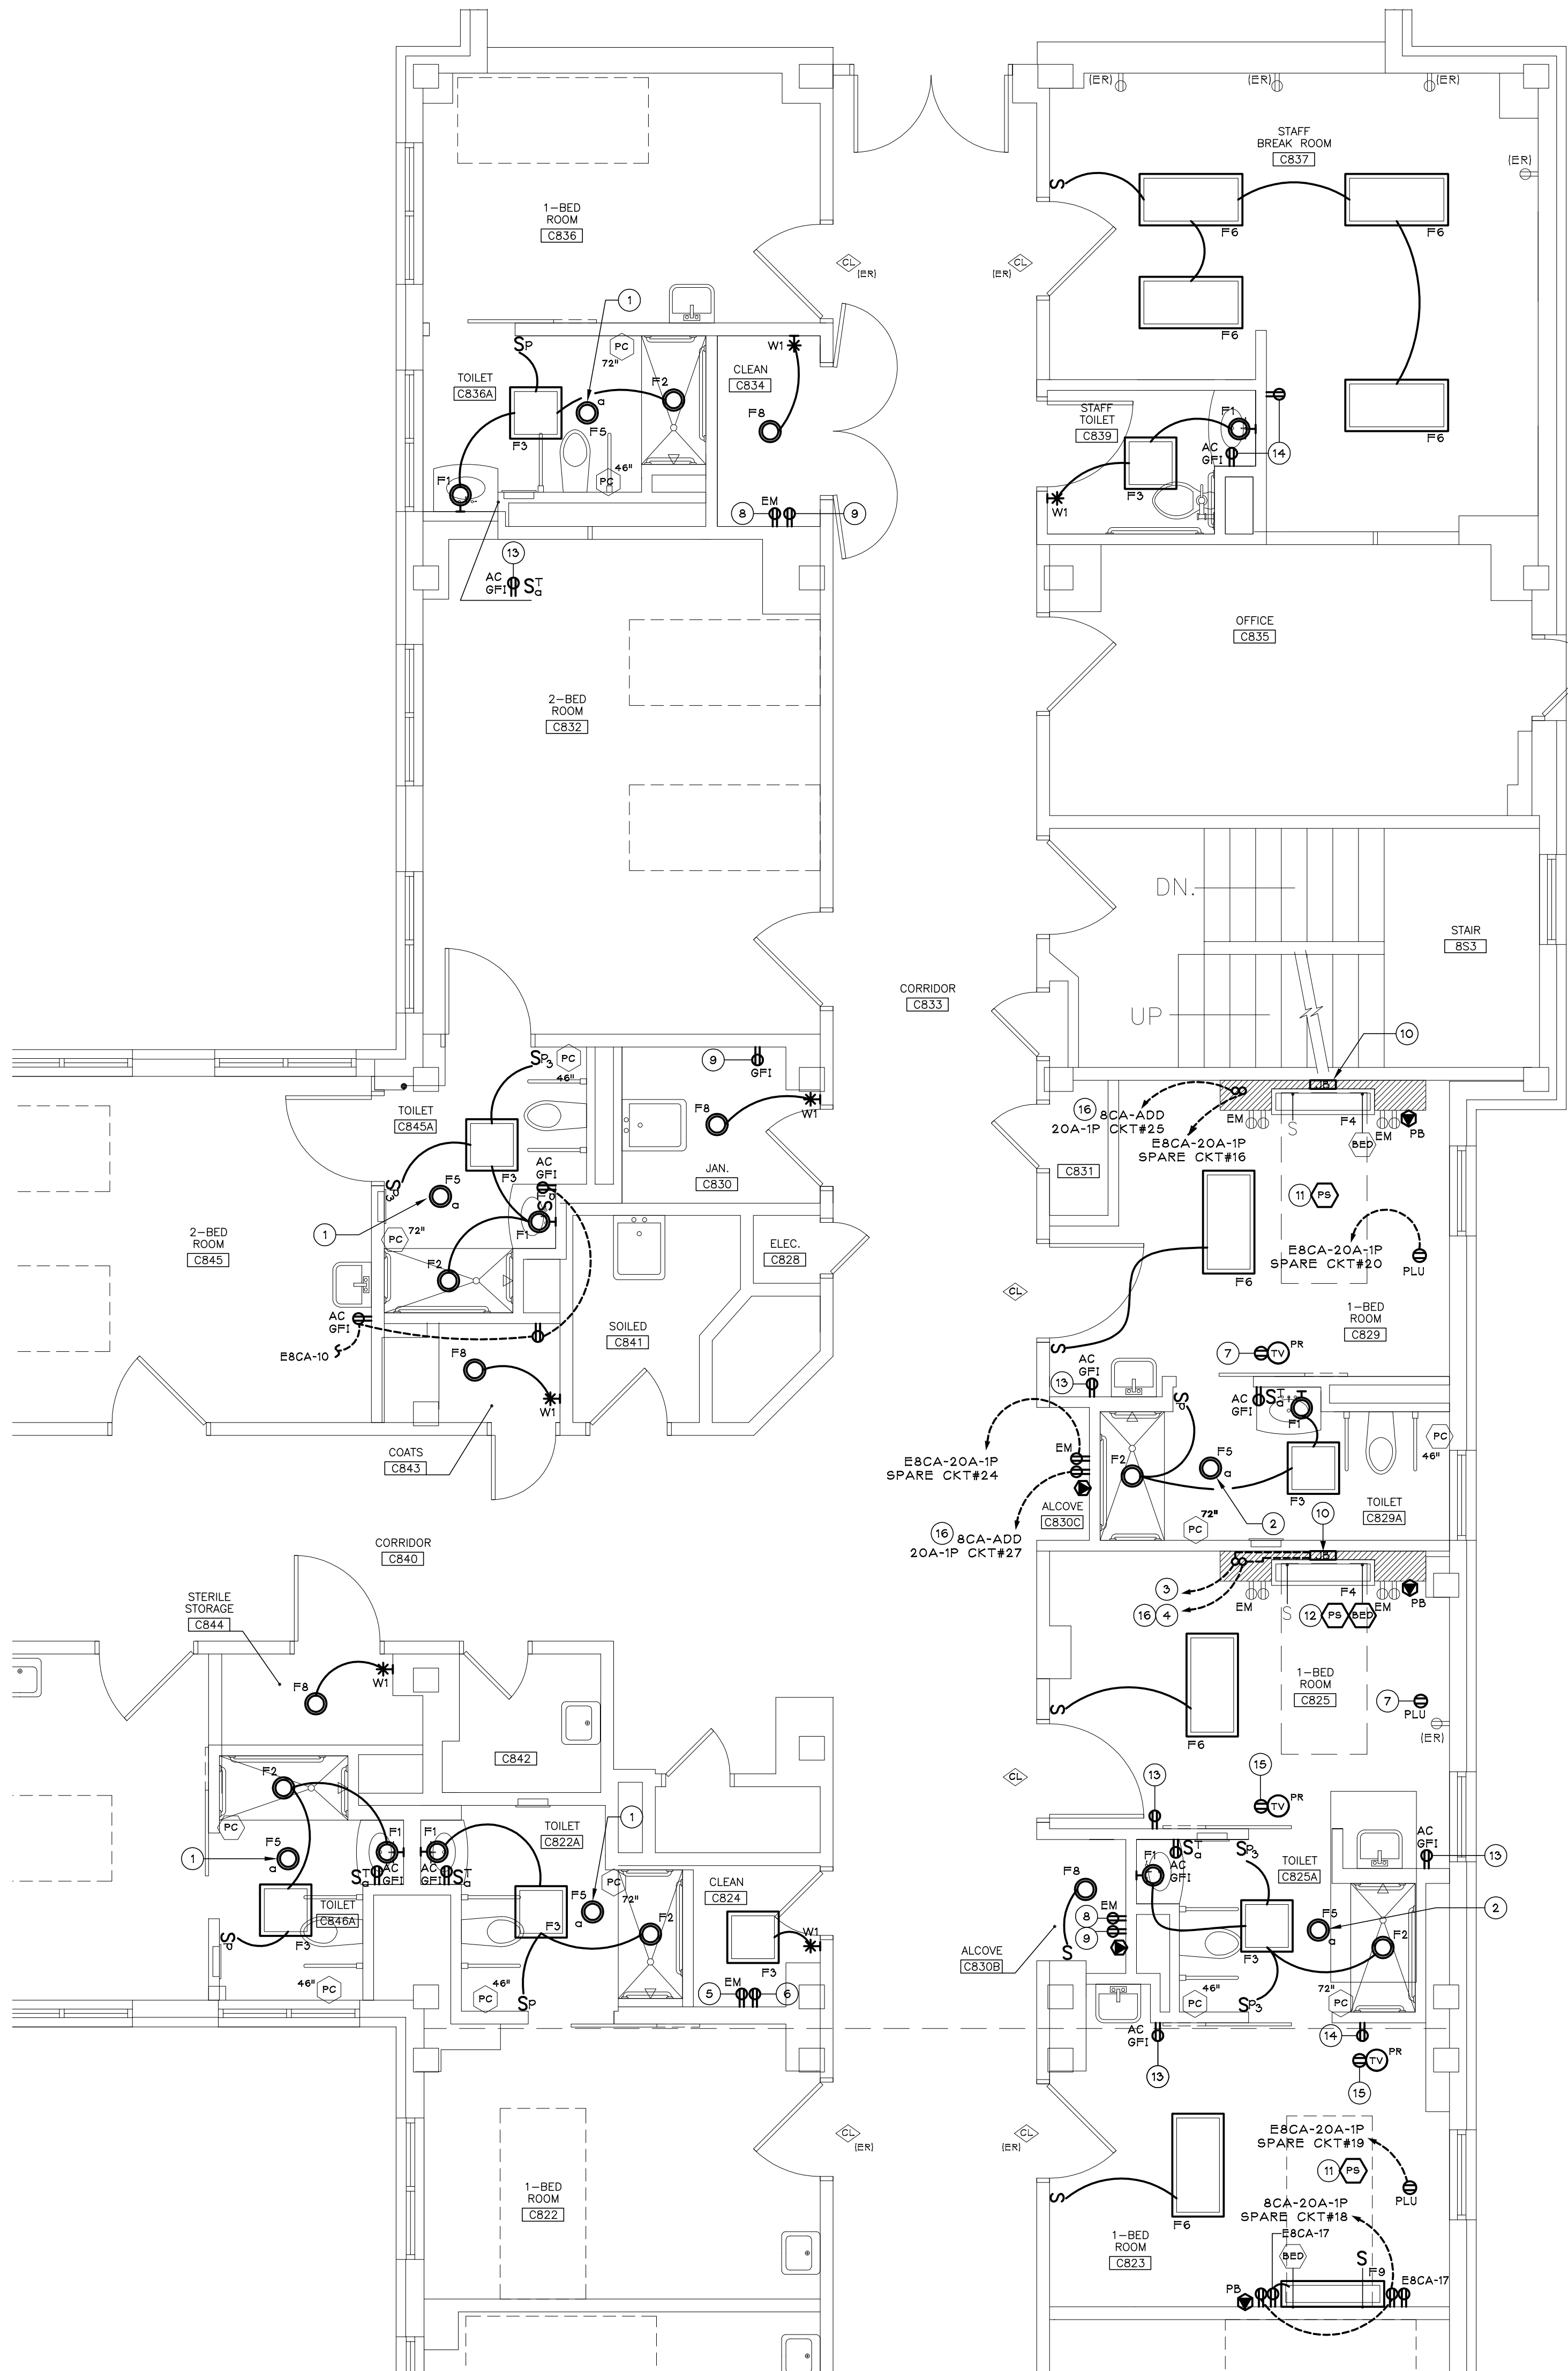 (ER)
(ER)
(ER)
STAFF
BREAK ROOM
C837
(ER)
S
F6
F6
F6
F6
1-BED
ROOM
C836
CL
(ER)
CL
(ER)
1
SP
PC
72"
W1
CLEAN
C834
TOILET
C836A
F2
a
F5
F3
F8
F1
PC
46"
EM
8
9
STAFF
TOILET
C839
F1
AC
GFI
14
F3
W1
13
AC
GFI
S
T
a
OFFICE
C835
2-BED
ROOM
C832
DN.
STAIR
8S3
CORRIDOR
C833
UP
10
9
GFI
SP3
PC
46"
TOILET
C845A
F8
W1
16
8CA-ADD
20A-1P CKT#25
E8CA-20A-1P
SPARE CKT#16
EM
S
F4
EM
PB
BED
F3
AC
GFI
JAN.
C830
C831
SP3
F5
a
S
T
a
11
PS
1
PC
72"
F1
2-BED
ROOM
C845
F2
ELEC.
C828
E8CA-20A-1P
SPARE CKT#20
PLU
F6
CL
AC
GFI
E8CA-10
SOILED
C841
1-BED
ROOM
C829
S
7
TV
PR
F8
W1
AC
GFI
13
AC
GFI
S
T
a
Sa
F1
COATS
C843
E8CA-20A-1P
SPARE CKT#24
EM
F2
F5
a
PC
46"
F3
TOILET
C829A
ALCOVE
C830C
72"
PC
2
10
16
8CA-ADD
20A-1P CKT#27
CORRIDOR
C840
3
16
4
EM
S
F4
12
PS
BED
EM
PB
STERILE
STORAGE
C844
F8
W1
1-BED
ROOM
C825
7
PLU
(ER)
S
F6
C842
CL
13
15
TV
PR
F2
PC
F1
F1
TOILET
C822A
1
F5
a
1
S
T
a
AC
GFI
AC
GFI
S
T
a
TOILET
C846A
F3
PC
72"
CLEAN
C824
F5
a
F3
F2
W1
F3
46"
PC
46"
PC
SP
EM
5
6
F8
F1
S
T
a
AC
GFI
SP3
TOILET
C825A
AC
GFI
13
F5
a
2
F2
EM
8
9
S
ALCOVE
C830B
F3
46"
PC
SP3
72"
PC
AC
GFI
13
14
TV
PR
15
CL
(ER)
CL
(ER)
E8CA-20A-1P
SPARE CKT#19
11
PS
PLU
1-BED
ROOM
C822
S
F6
8CA-20A-1P
SPARE CKT#18
E8CA-17
1-BED
ROOM
C823
BED
S
F9
PB
E8CA-17